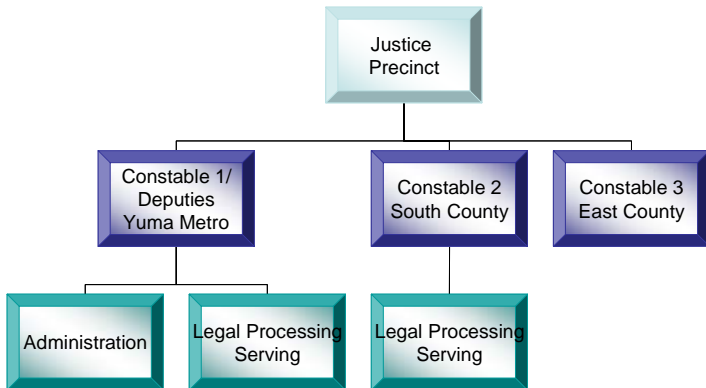 Justice
Precinct
Constable 1/
Deputies
Yuma Metro
Constable 2
South County
Constable 3
East County
Administration
Legal Processing
Serving
Legal Processing
Serving